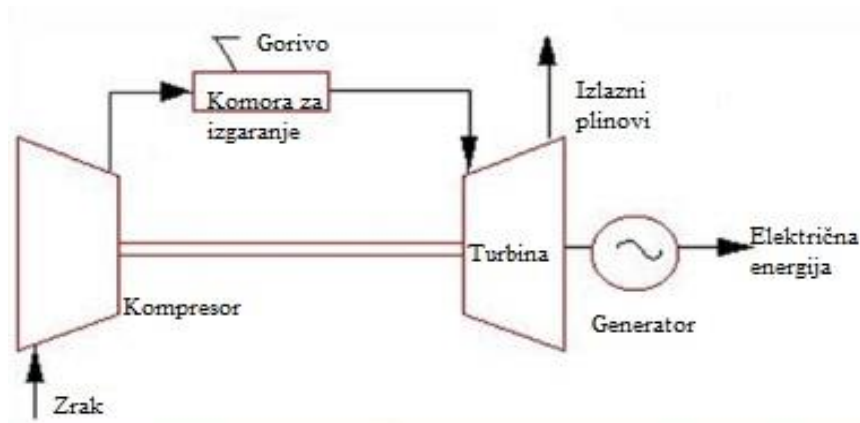 Gorivo
Komora za
izgaranje
Izlazni
plinovi
Turbina
Električna
energija
Kompresor
Generator
Zrak